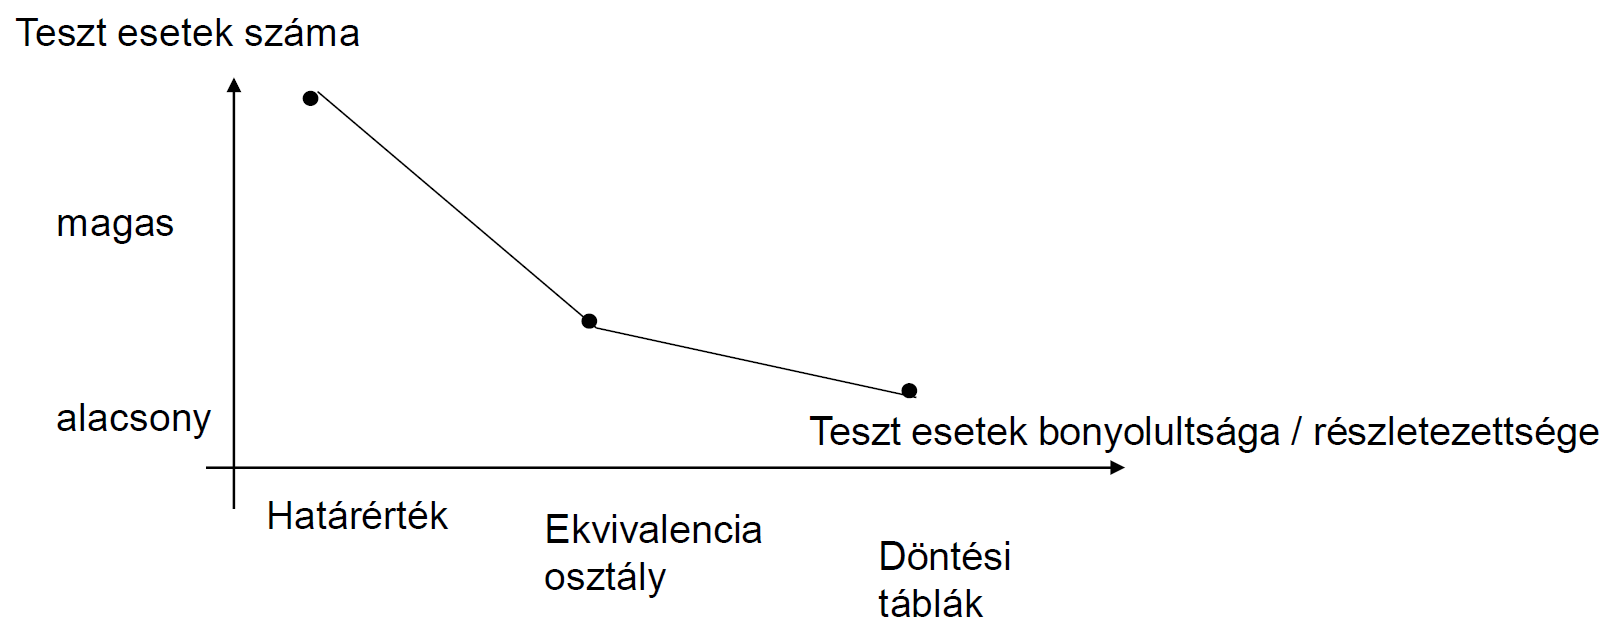 Teszt esetek száma
magas
alacsony
Teszt esetek bonyolultsága / részletezettsége
Határérték
Ekvivalencia
osztály
Döntési
táblák